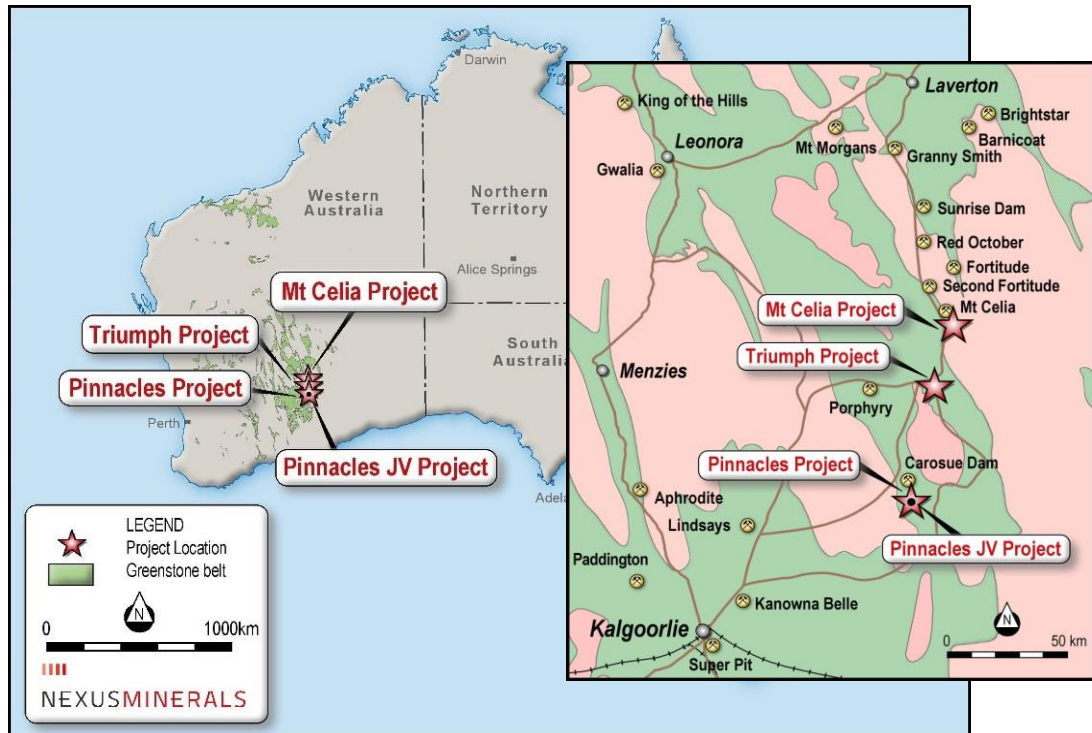 Darwin
Western
Australia
Northern
Territory
Alice Springs
Mt Celia Project
Triumph Project
Pinnacles Project
South
Australia
Perth
Pinnacles JV Project
Adela
LEGEND
Project Location
Greenstone belt
N
0 1000km
NEXUSMINERALS
King of the Hills
Laverton
Brightstar
Barnicoat
Leonora
Mt Morgans
Granny Smith
Gwalia
Sunrise Dam
Red October
Fortitude
Second Fortitude
Mt Celia Project
Mt Celia
Triumph Project
Menzies
Porphyry
Pinnacles Project
Carosue Dam
Aphrodite
Lindsays
Pinnacles JV Project
Paddington
Kanowna Belle
Kalgoorlie
Super Pit
N
0 50 km